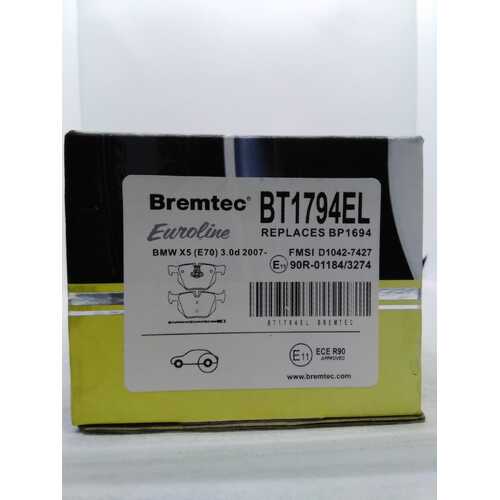 Bremtec®
BT1794EL
Euroline
REPLACES BP1694
BMW X5 (E70) 3.0d 2007-
FMSI D1042-7427
E11 90R-01184/3274
BT1794EL BREMTEC
E11 ECE R90
APPROVED
www.bremtec.com